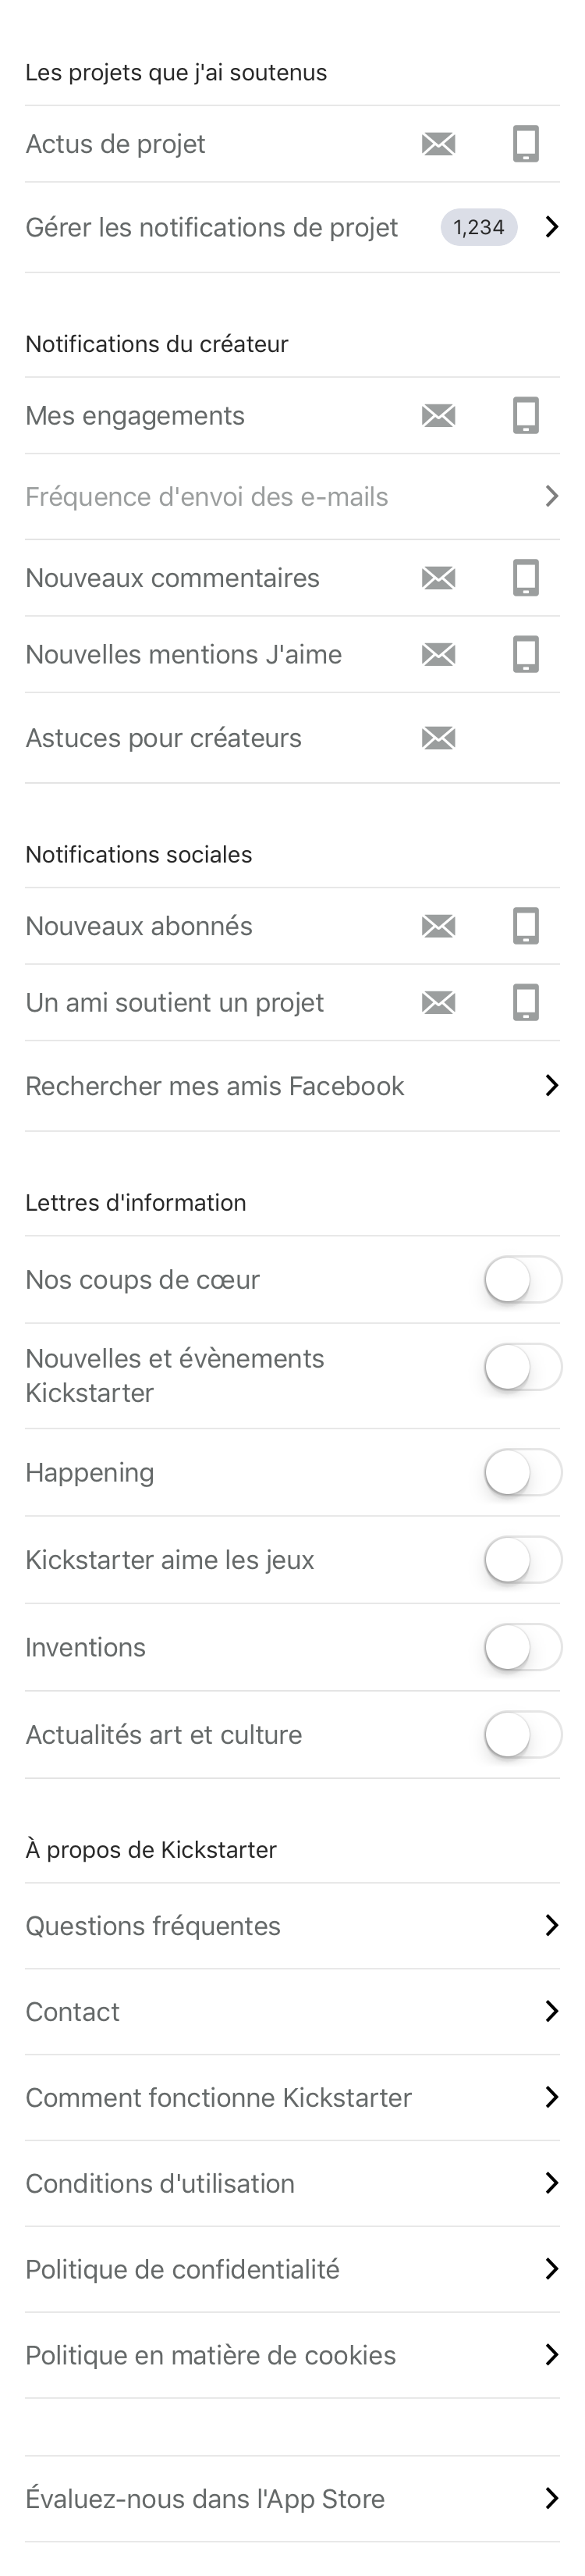 Les projets que j'ai soutenus
Actus de projet
Gérer les notifications de projet 1,234
Notifications du créateur
Mes engagements
Fréquence d'envoi des e-mails
Nouveaux commentaires
Nouvelles mentions J'aime
Astuces pour créateurs
Notifications sociales
Nouveaux abonnés
Un ami soutient un projet
Rechercher mes amis Facebook
Lettres d'information
Nos coups de cœur
Nouvelles et évènements
Kickstarter
Happening
Kickstarter aime les jeux
Inventions
Actualités art et culture
À propos de Kickstarter
Questions fréquentes
Contact
Comment fonctionne Kickstarter
Conditions d'utilisation
Politique de confidentialité
Politique en matière de cookies
Évaluez-nous dans l'App Store